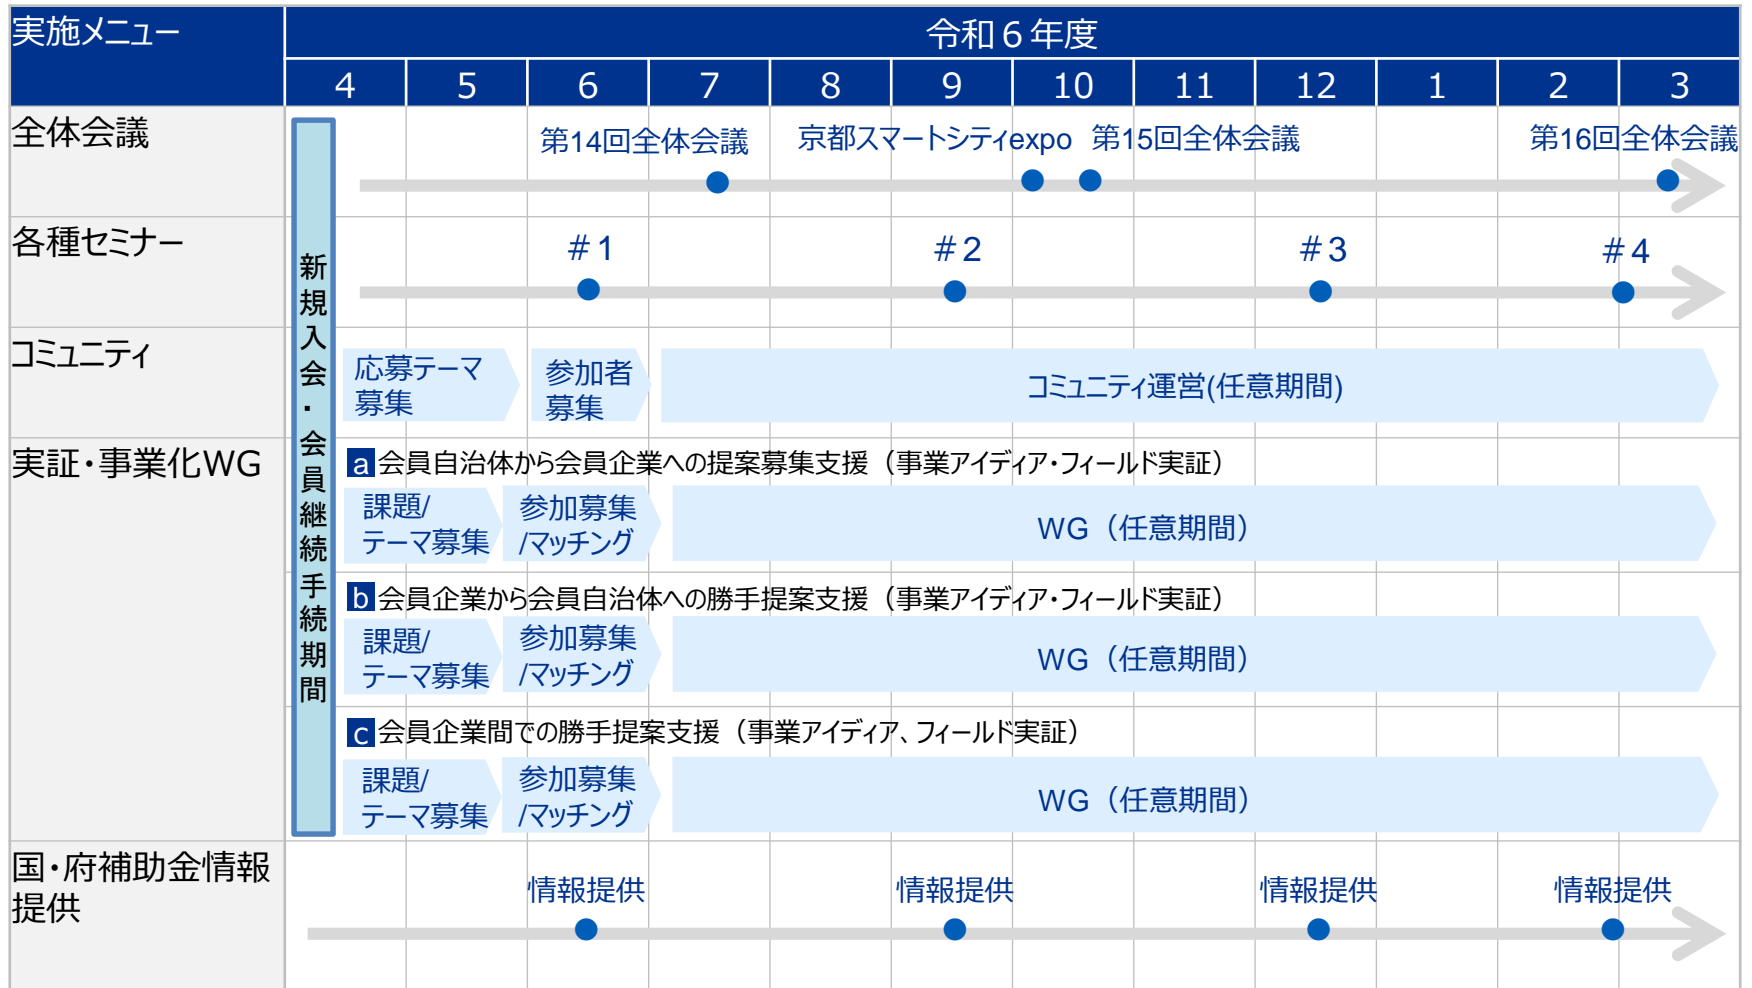 実施メニュー
令和６年度
4 5 6 7 8 9 10 11 12 1 2 3
全体会議
第14回全体会議 京都スマートシティexpo 第15回全体会議 第16回全体会議
各種セミナー
＃1 ＃2 ＃3 ＃4
新規入会・会員継続手続期間
コミュニティ
応募テーマ
募集
参加者
募集
コミュニティ運営(任意期間)
実証・事業化WG
a 会員自治体から会員企業への提案募集支援（事業アイディア・フィールド実証）
課題/
テーマ募集
参加募集
/マッチング
WG（任意期間）
b 会員企業から会員自治体への勝手提案支援（事業アイディア・フィールド実証）
課題/
テーマ募集
参加募集
/マッチング
WG（任意期間）
c 会員企業間での勝手提案支援（事業アイディア、フィールド実証）
課題/
テーマ募集
参加募集
/マッチング
WG（任意期間）
国・府補助金情報
提供
情報提供 情報提供 情報提供 情報提供